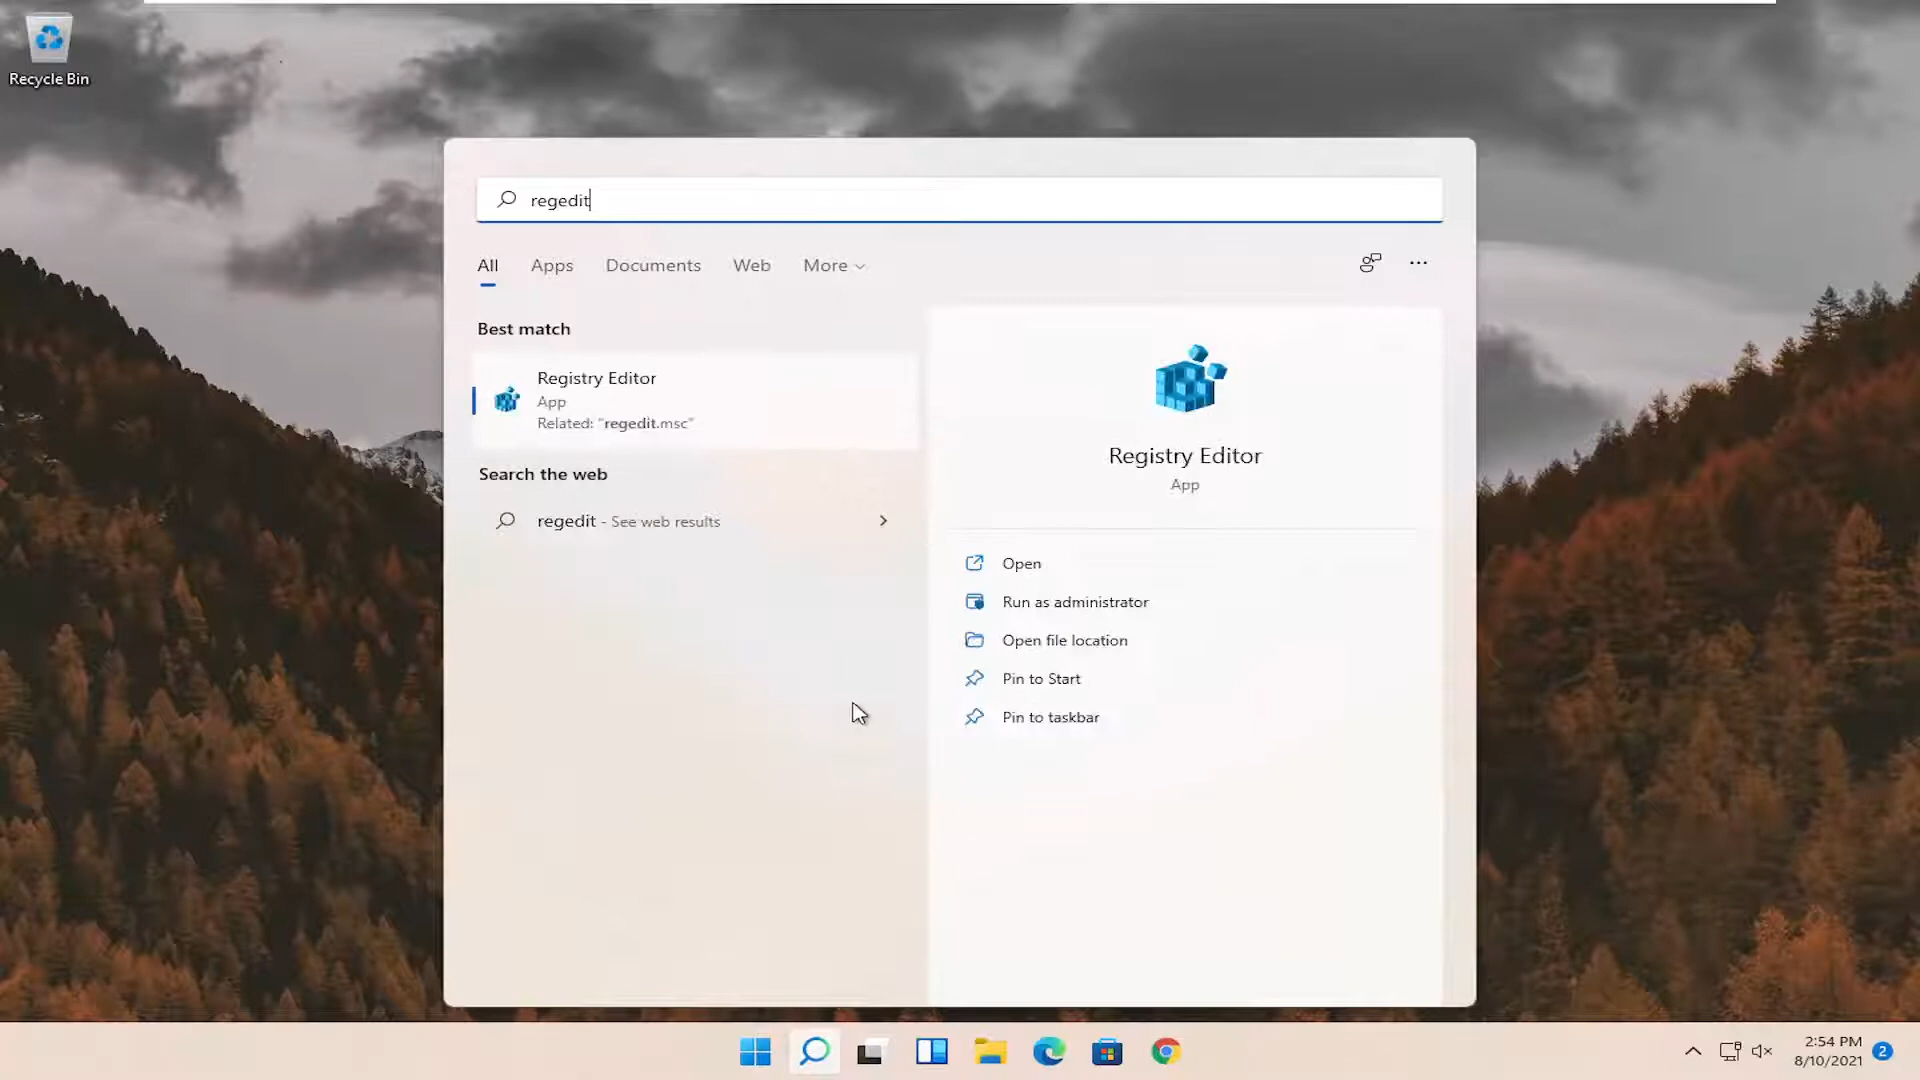 Recycle Bin
regedit
All Apps Documents Web More
Best match
Registry Editor
App
Related: "regedit.msc"
Search the web
regedit - See web results
Registry Editor
App
Open
Run as administrator
Open file location
Pin to Start
Pin to taskbar
2:54 PM
8/10/2021
2